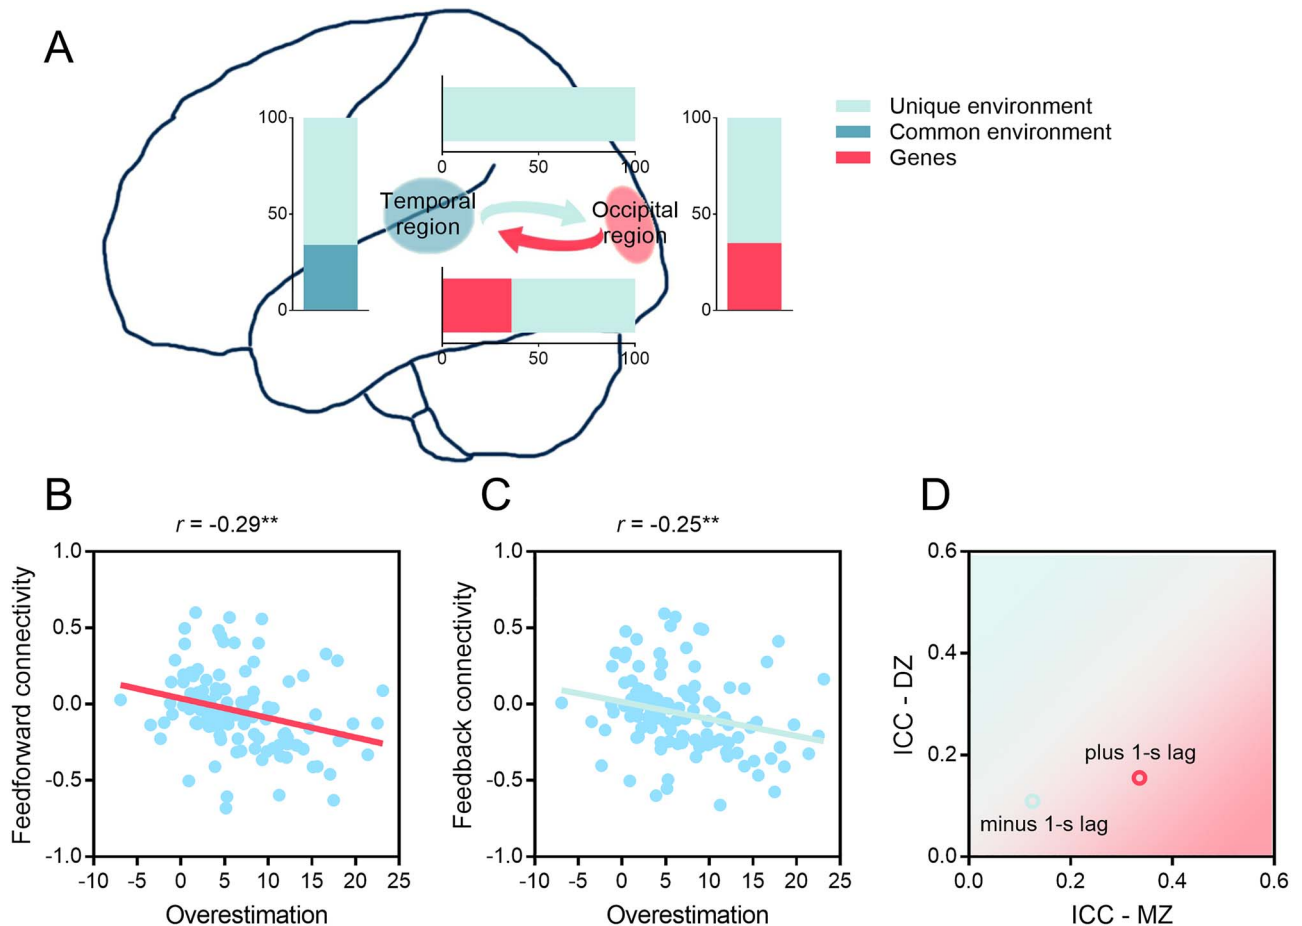 A
Unique environment
Common environment
Genes
100
50
0
0 50 100
Temporal
region
Occipital
region
0 50 100
100
50
0
B
r = -0.29**
Feedfonward connectivity
1.0
0.5
0.0
-0.5
-1.0
-10 -5 0 5 10 15 20 25
Overestimation
C
r = -0.25**
Feedback connectivity
1.0
0.5
0.0
-0.5
-1.0
-10 -5 0 5 10 15 20 25
Overestimation
D
ICC - DZ
0.6
0.4
0.2
0.0
plus 1-s lag
minus 1-s lag
0.0 0.2 0.4 0.6
ICC - MZ